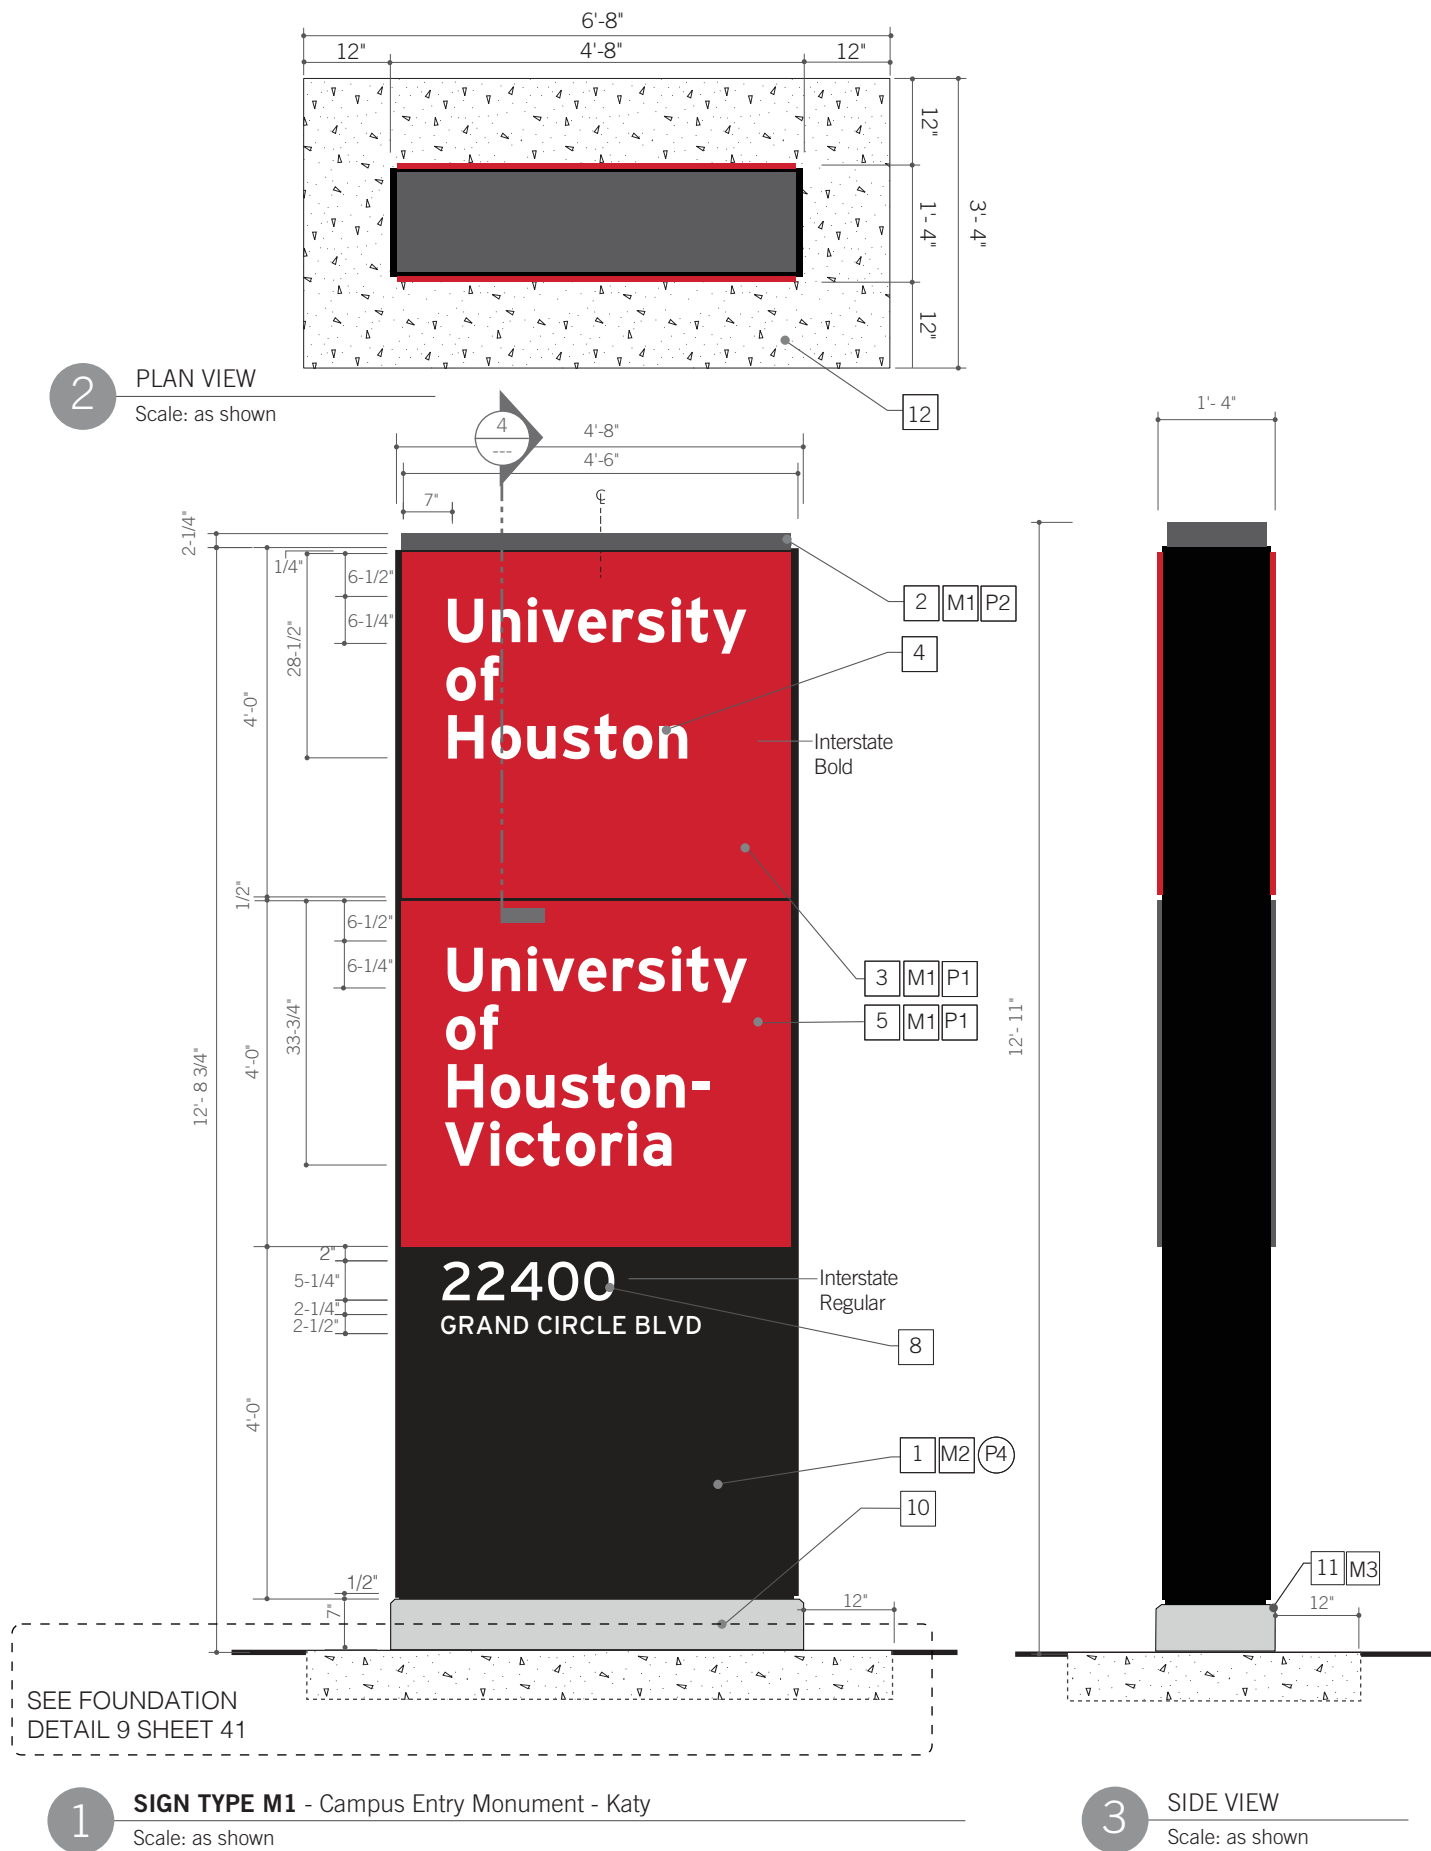 6'-8"
12" 4'-8" 12"
12"
1'- 4"
3'- 4"
12"
2 PLAN VIEW
Scale: as shown
12
4
---
4'-8"
4'-6"
7"
℄
1'- 4"
2-1/4"
1/4"
6-1/2"
6-1/4"
28-1/2"
4'-0"
University
of
Houston
2 M1 P2
4
Interstate
Bold
1/2"
6-1/2"
6-1/4"
33-3/4"
4'-0"
12'- 8 3/4"
University
of
Houston-
Victoria
3 M1 P1
5 M1 P1
12'- 11"
2"
5-1/4"
2-1/4"
2-1/2"
22400
GRAND CIRCLE BLVD
Interstate
Regular
8
4'-0"
1 M2 P4
10
1/2"
7"
12"
11 M3
12"
SEE FOUNDATION
DETAIL 9 SHEET 41
1 SIGN TYPE M1 - Campus Entry Monument - Katy
Scale: as shown
3 SIDE VIEW
Scale: as shown